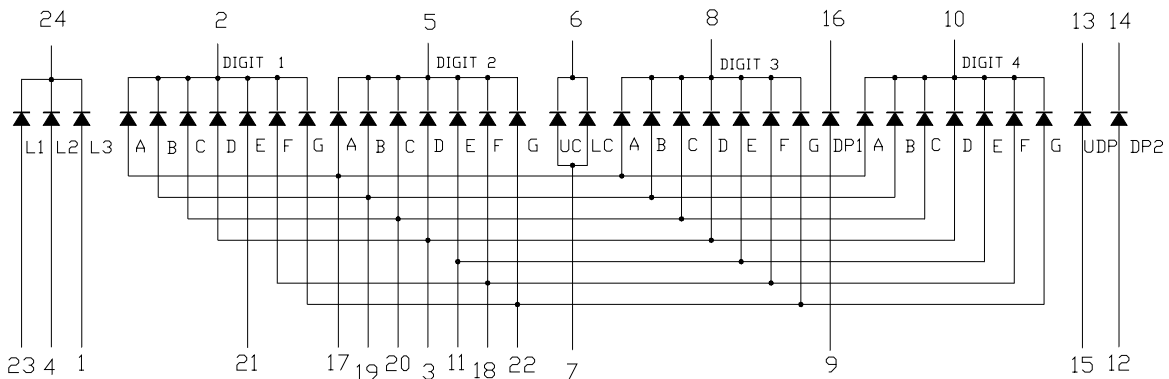 24 2 5 6 8 16 10 13 14
DIGIT 1 DIGIT 2 DIGIT 3 DIGIT 4
L1 L2 L3 A B C D E F G A B C D E F G UC LC A B C D E F G DP1 A B C D E F G UDP DP2
23 4 1 21 17 19 20 3 11 18 22 7 9 15 12